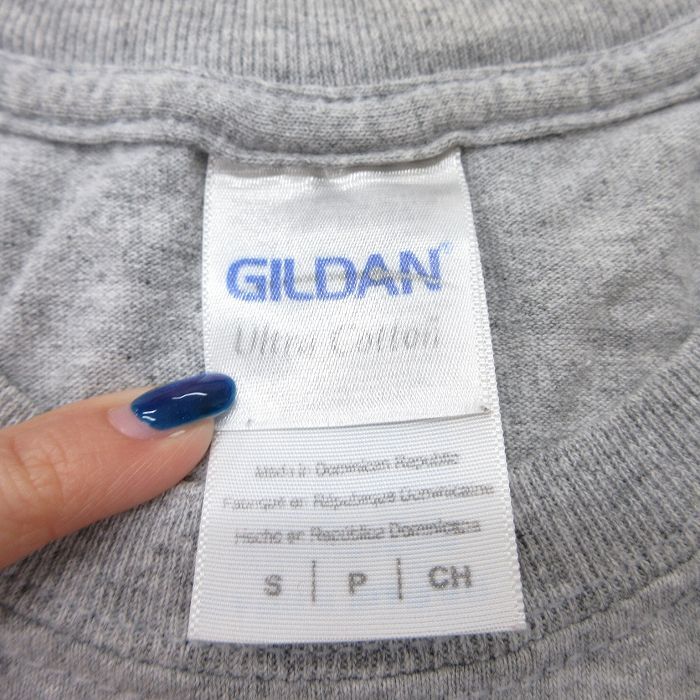 GILDAN®
Ultra Cotton®
Made in Dominican Republic
Fabriqué en République Dominicaine
Hecho en República Dominicana
S | P | CH